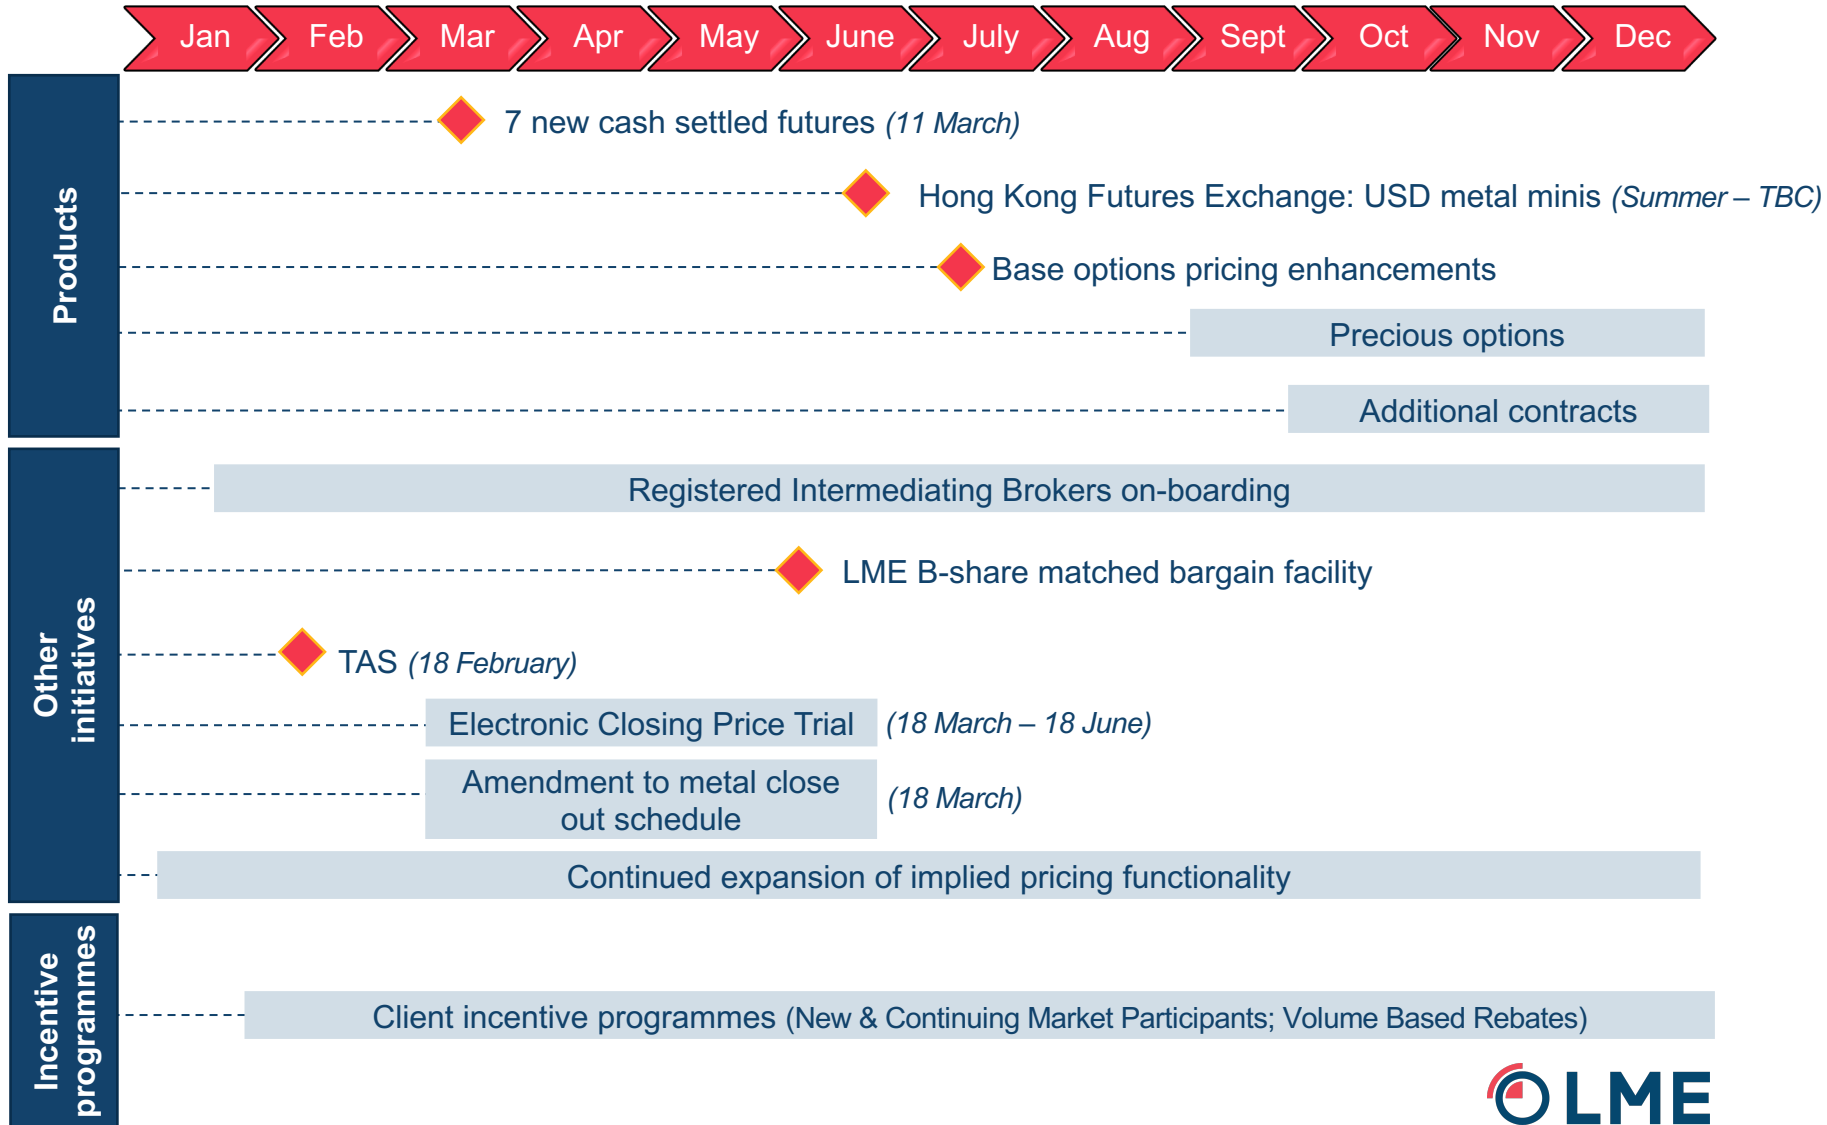 Jan Feb Mar Apr May June July Aug Sept Oct Nov Dec
Products
7 new cash settled futures (11 March)
Hong Kong Futures Exchange: USD metal minis (Summer – TBC)
Base options pricing enhancements
Precious options
Additional contracts
Other
initiatives
Registered Intermediating Brokers on-boarding
LME B-share matched bargain facility
TAS (18 February)
Electronic Closing Price Trial (18 March – 18 June)
Amendment to metal close
out schedule
(18 March)
Continued expansion of implied pricing functionality
Incentive
programmes
Client incentive programmes (New & Continuing Market Participants; Volume Based Rebates)
LME